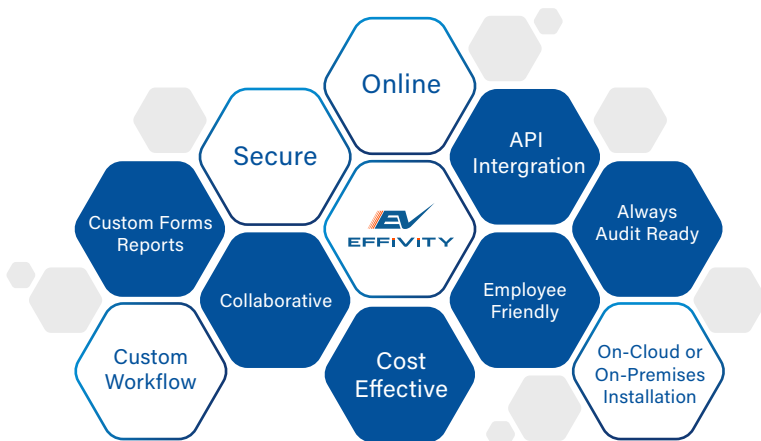 Online
Secure
API
Intergration
Custom Forms
Reports
EV
EFFIVITY
Always
Audit Ready
Collaborative
Employee
Friendly
Custom
Workflow
Cost
Effective
On-Cloud or
On-Premises
Installation